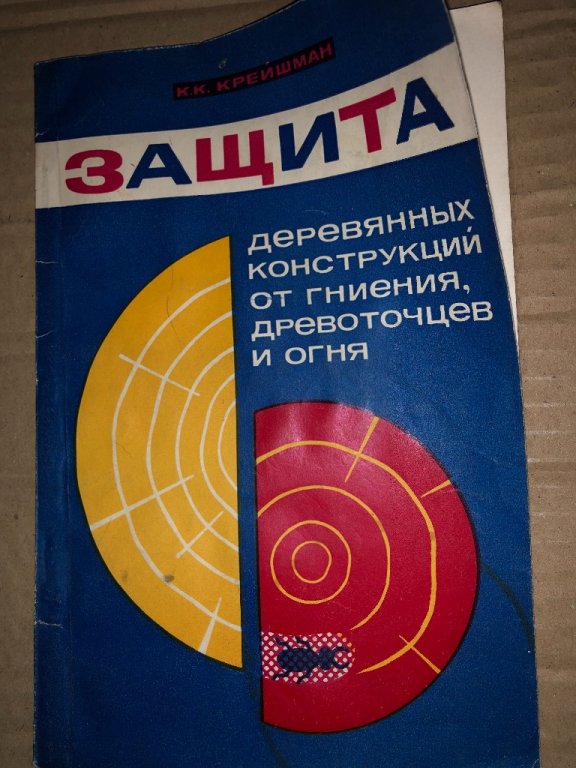 К.К. КРЕЙШМАН
ЗАЩИТА
ДЕРЕВЯННЫХ
КОНСТРУКЦИЙ
ОТ ГНИЕНИЯ,
ДРЕВОТОЧЦЕВ
И ОГНЯ